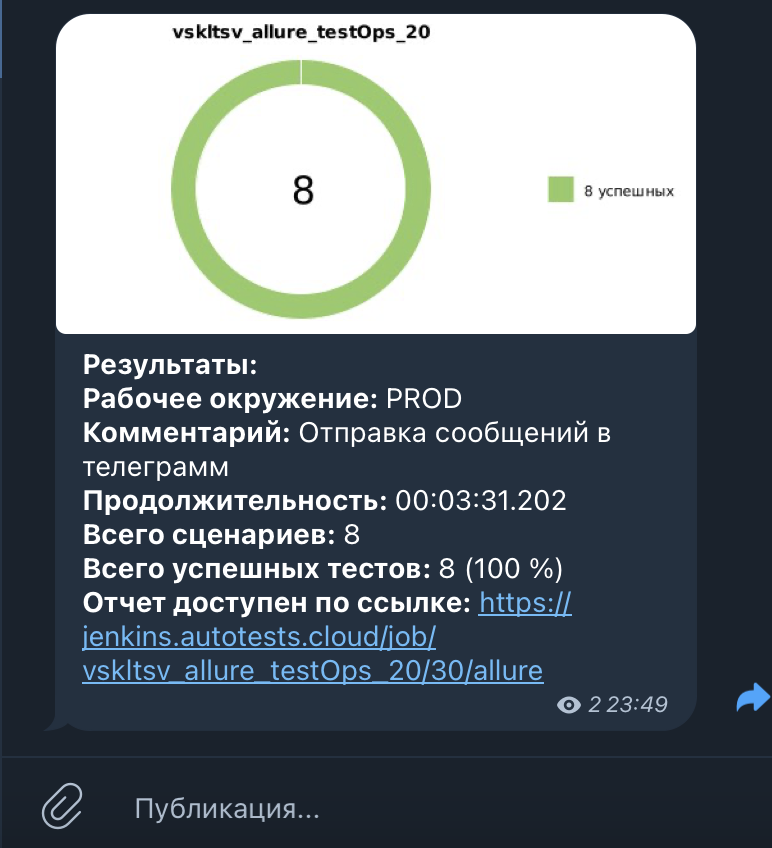 vskltsv_allure_testOps_20
8
8 успешных
Результаты:
Рабочее окружение: PROD
Комментарий: Отправка сообщений в
телеграмм
Продолжительность: 00:03:31.202
Всего сценариев: 8
Всего успешных тестов: 8 (100 %)
Отчет доступен по ссылке: https://
jenkins.autotests.cloud/job/
vskltsv_allure_testOps_20/30/allure
2 23:49
Публикация...